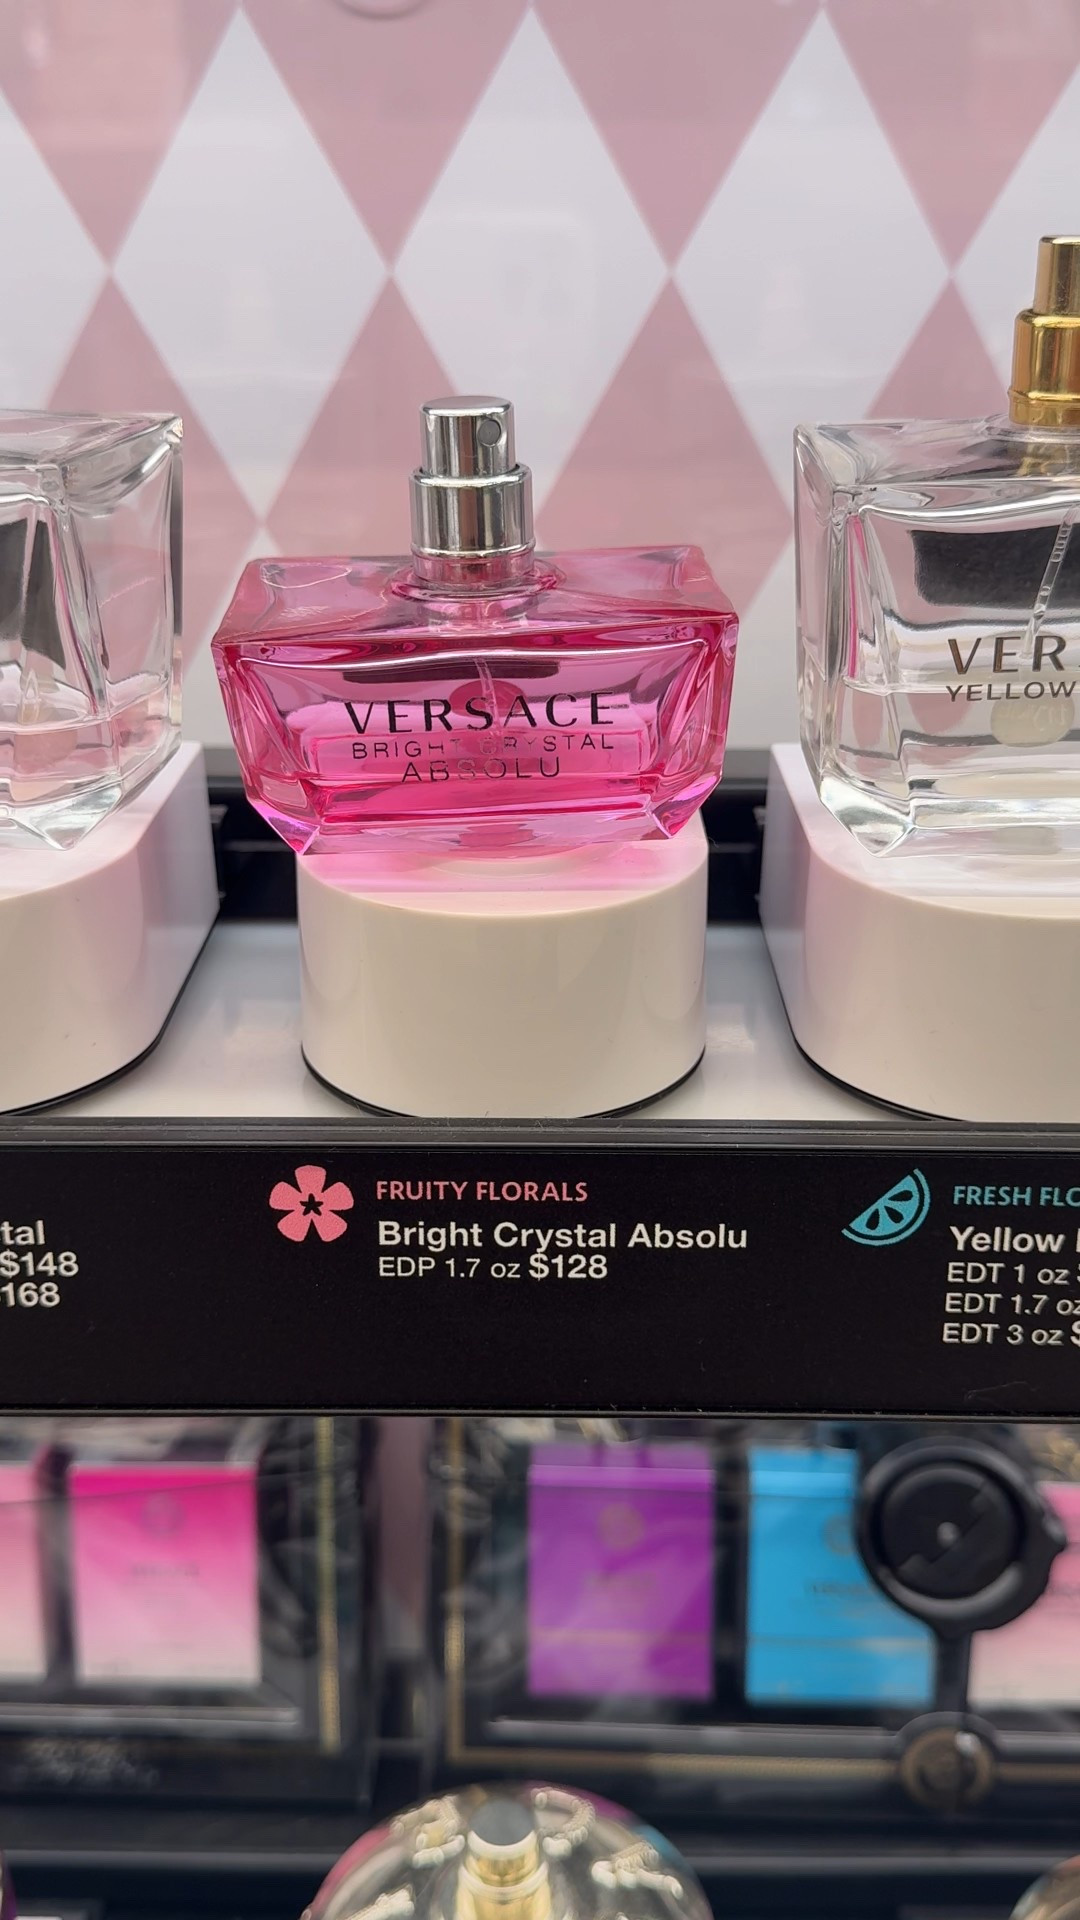 VERSACE
BRIGHT CRYSTAL
ABSOLU
VER
YELLOW
tal
$148
168
FRUITY FLORALS
Bright Crystal Absolu
EDP 1.7 oz $128
FRESH FLO
Yellow
EDT 1 oz
EDT 1.7 oz
EDT 3 oz $